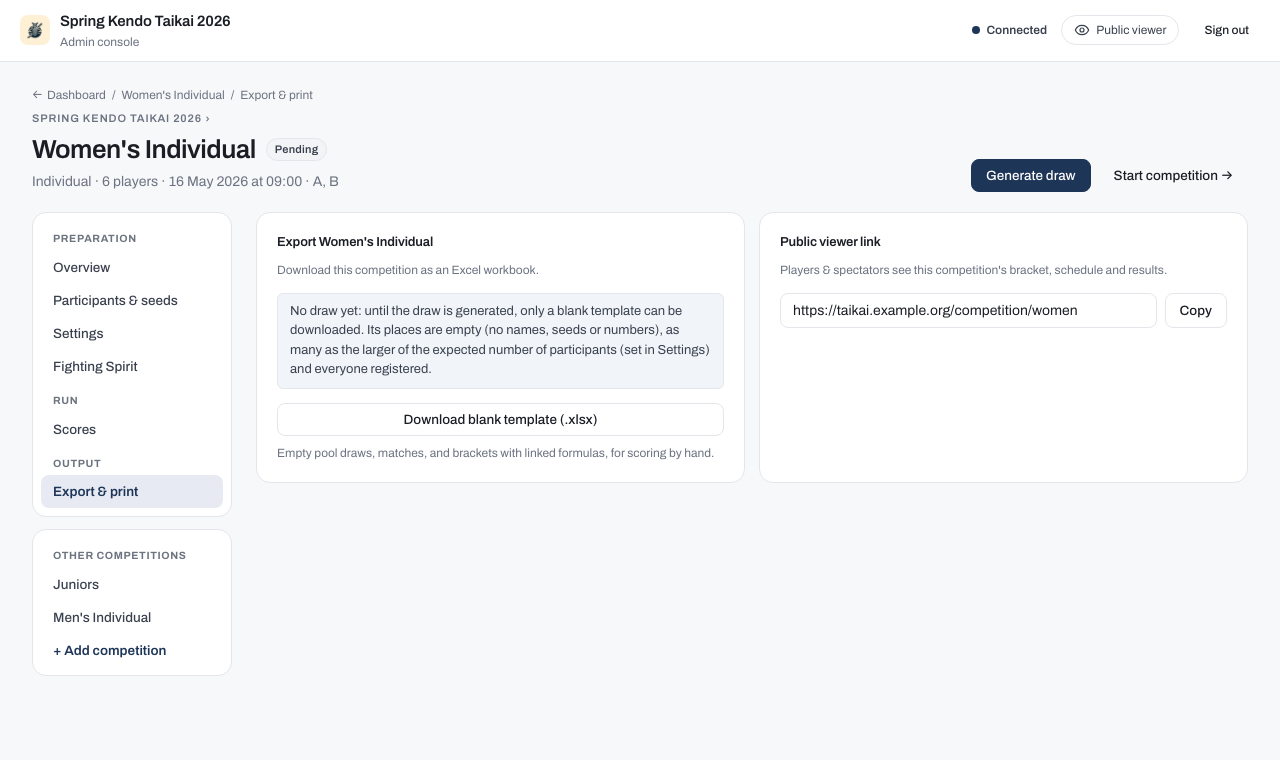 Spring Kendo Taikai 2026
Admin console
Connected
Public viewer
Sign out
← Dashboard / Women's Individual / Export & print
SPRING KENDO TAIKAI 2026 ›
Women's Individual
Pending
Individual · 6 players · 16 May 2026 at 09:00 · A, B
Generate draw
Start competition →
PREPARATION
Overview
Participants & seeds
Settings
Fighting Spirit
RUN
Scores
OUTPUT
Export & print
OTHER COMPETITIONS
Juniors
Men's Individual
+ Add competition
Export Women's Individual
Download this competition as an Excel workbook.
No draw yet: until the draw is generated, only a blank template can be
downloaded. Its places are empty (no names, seeds or numbers), as
many as the larger of the expected number of participants (set in Settings)
and everyone registered.
Download blank template (.xlsx)
Empty pool draws, matches, and brackets with linked formulas, for scoring by hand.
Public viewer link
Players & spectators see this competition's bracket, schedule and results.
https://taikai.example.org/competition/women
Copy